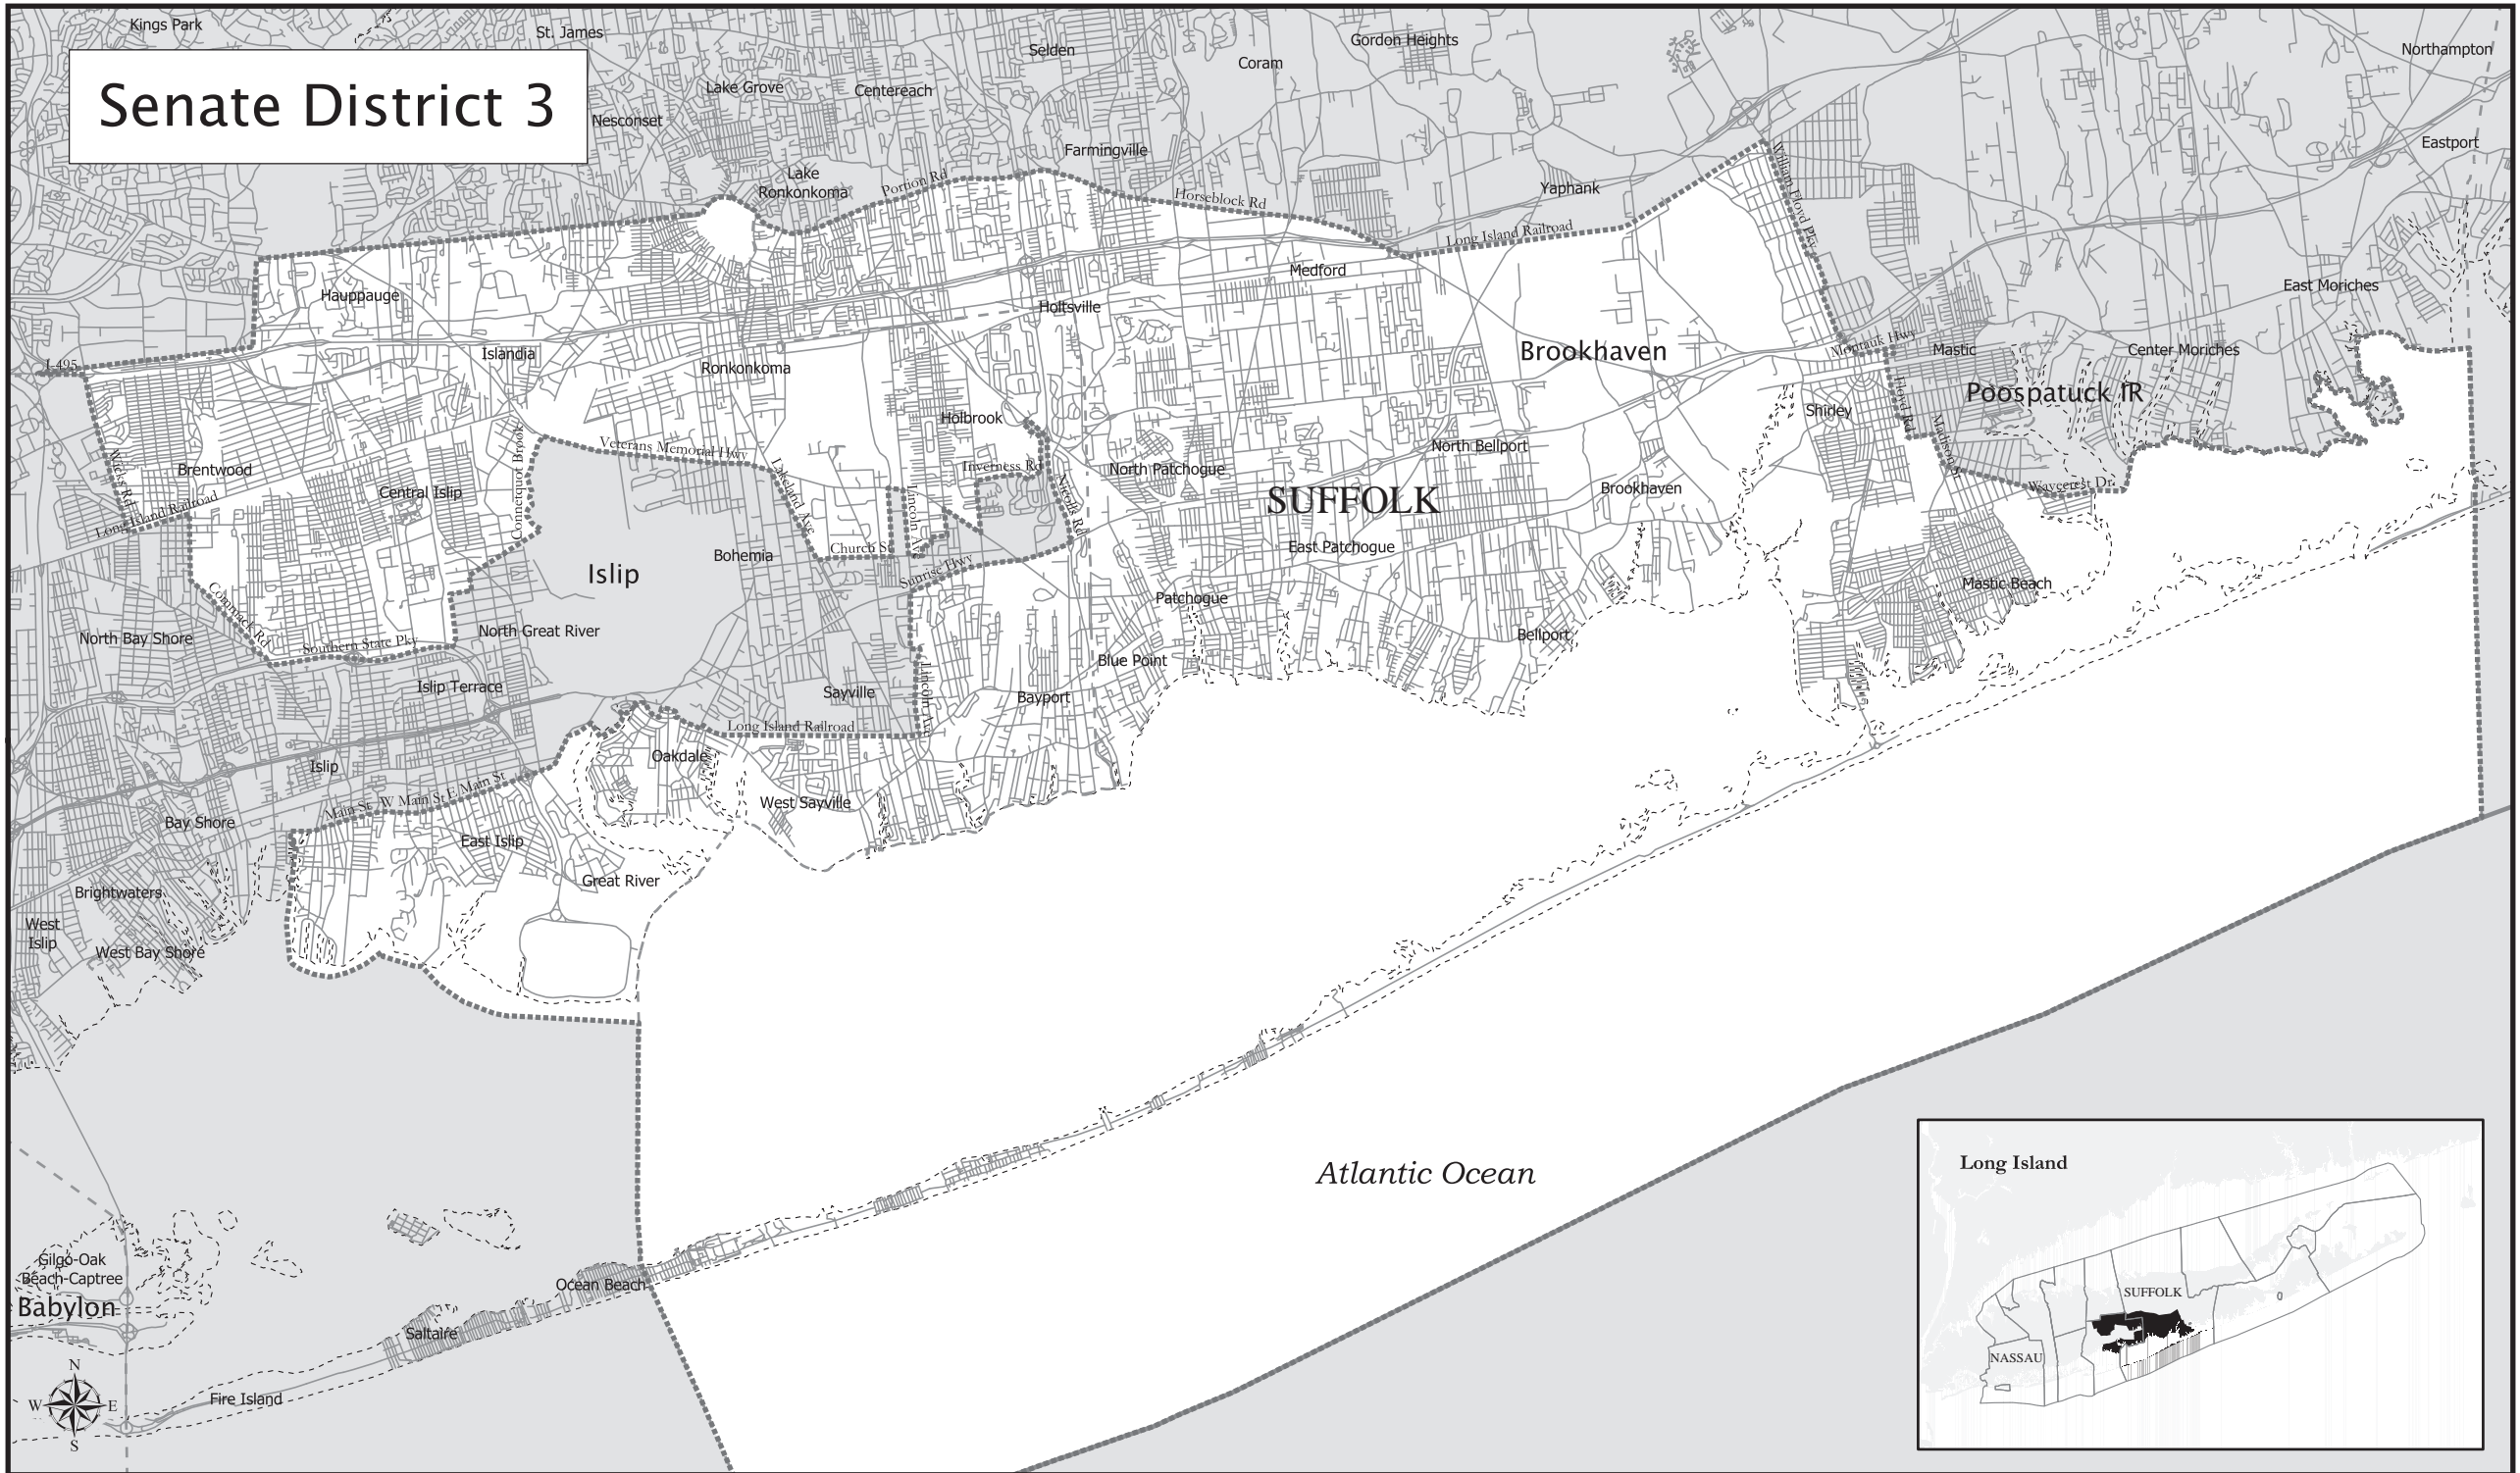 Kings Park
St. James
Selden
Gordon Heights
Northampton
Coram
Senate District 3
Lake Grove
Centereach
Nesconset
Farmingville
Eastport
Lake
Ronkonkoma
Portion Rd
Horseblock Rd
Yaphank
William Floyd Pky
Long Island Railroad
Medford
East Moriches
Hauppauge
Holtsville
Islandia
I-495
Ronkonkoma
Brookhaven
Montauk Hwy
Mastic
Center Moriches
Poospatuck IR
Holbrook
Shirley
Floyd Rd
Madison St
Veterans Memorial Hwy
North Bellport
Connetquot Brook
Wicks Rd
Brentwood
Lakeland Ave
Inverness Rd
North Patchogue
Central Islip
Lincoln Ave
Nicolls Rd
SUFFOLK
Brookhaven
Waycrest Dr
Long Island Railroad
Church St
East Patchogue
Bohemia
Islip
Sunrise Hwy
Mastic Beach
Commack Rd
Patchogue
North Bay Shore
North Great River
Southern State Pky
Bellport
Blue Point
Islip Terrace
Sayville
Lincoln Ave
Bayport
Long Island Railroad
Oakdale
Islip
Main St
W Main St
E Main St
West Sayville
Bay Shore
East Islip
Great River
Brightwaters
West
Islip
West Bay Shore
Atlantic Ocean
Long Island
Gilgo-Oak
Beach-Captree
Ocean Beach
SUFFOLK
Babylon
Saltaire
NASSAU
Fire Island
N
W
E
S